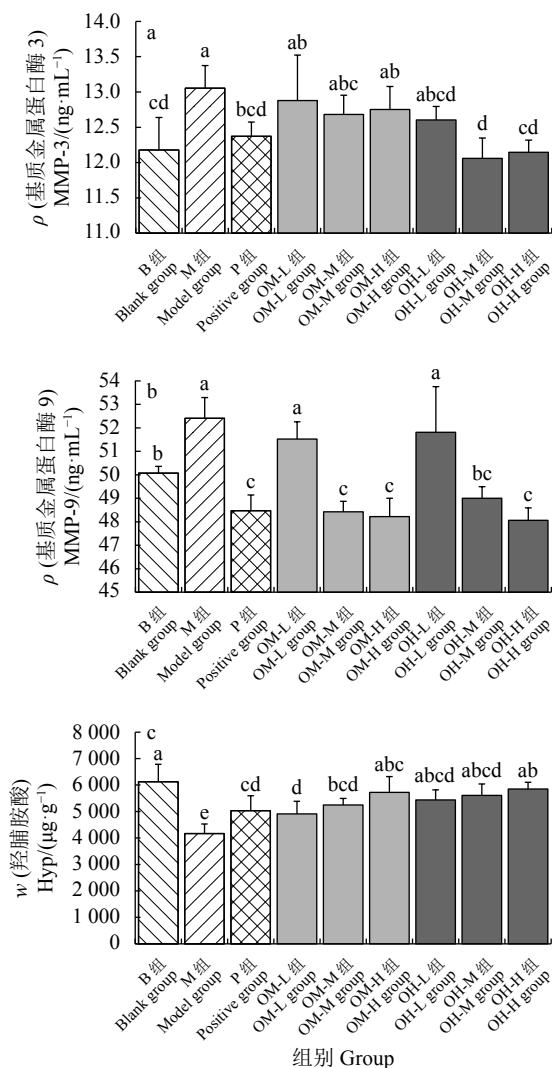 ρ (基质金属蛋白酶 3)
MMP-3/(ng·mL⁻¹)
14.0
13.5
13.0
12.5
12.0
11.5
11.0
a
cd
a
bcd
ab
abc
ab
abcd
d
cd
B 组
Blank group
M 组
Model group
P 组
Positive group
OM-L 组
OM-L group
OM-M 组
OM-M group
OM-H 组
OM-H group
OH-L 组
OH-L group
OH-M 组
OH-M group
OH-H 组
OH-H group
ρ (基质金属蛋白酶 9)
MMP-9/(ng·mL⁻¹)
54
53
52
51
50
49
48
47
46
45
b
b
a
c
a
c
c
a
bc
c
B 组
Blank group
M 组
Model group
P 组
Positive group
OM-L 组
OM-L Group
OM-M 组
OM-M group
OM-H 组
OM-H group
OH-L 组
OH-L group
OH-M 组
OH-M group
OH-H 组
OH-H Group
w (羟脯胺酸)
Hyp/(μg·g⁻¹)
8 000
7 000
6 000
5 000
4 000
3 000
2 000
1 000
0
c
a
e
cd
d
bcd
abc
abcd
abcd
ab
B 组
Blank group
M 组
Model group
P 组
Positive group
OM-L 组
OM-L group
OM-M 组
OM-M group
OM-H 组
OM-H group
OH-L 组
OH-L group
OH-M 组
OH-M group
OH-H 组
OH-H group
组别 Group